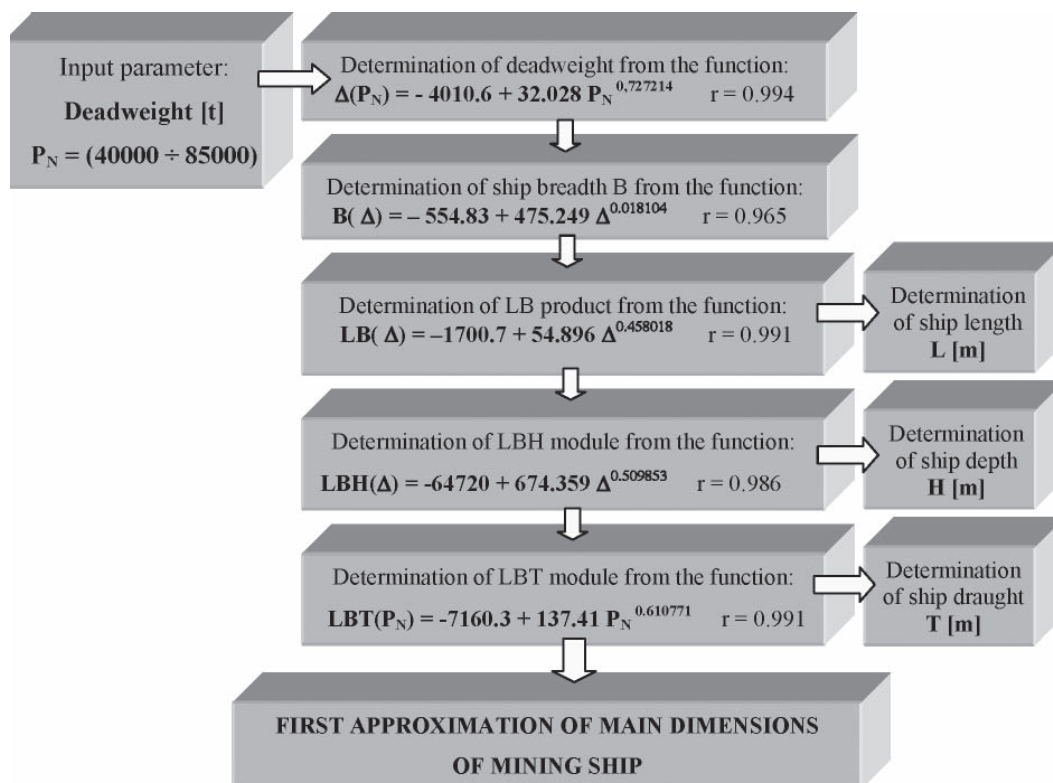 Input parameter:
Deadweight [t]
P_N = (40000 ÷ 85000)
Determination of deadweight from the function:
Δ(P_N) = - 4010.6 + 32.028 P_N^0,727214 r = 0.994
Determination of ship breadth B from the function:
B( Δ) = – 554.83 + 475.249 Δ^0.018104 r = 0.965
Determination of LB product from the function:
LB( Δ) = –1700.7 + 54.896 Δ^0.458018 r = 0.991
Determination
of ship length
L [m]
Determination of LBH module from the function:
LBH(Δ) = -64720 + 674.359 Δ^0.509853 r = 0.986
Determination
of ship depth
H [m]
Determination of LBT module from the function:
LBT(P_N) = -7160.3 + 137.41 P_N^0.610771 r = 0.991
Determination
of ship draught
T [m]
FIRST APPROXIMATION OF MAIN DIMENSIONS
OF MINING SHIP